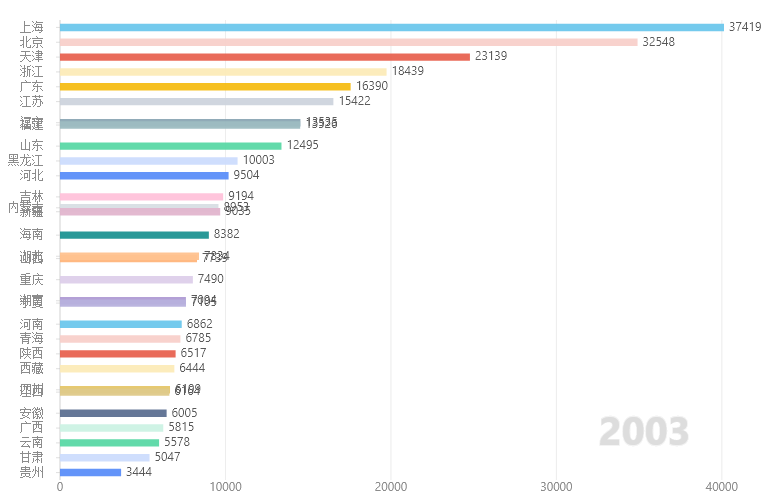 上海 37419
北京 32548
天津 23139
浙江 18439
广东 16390
江苏 15422
山东 12495
黑龙江 10003
河北 9504
吉林 9194
海南 8382
重庆 7490
河南 6862
青海 6785
陕西 6517
西藏 6444
安徽 6005
广西 5815
云南 5578
甘肃 5047
贵州 3444
2003
0 10000 20000 30000 40000